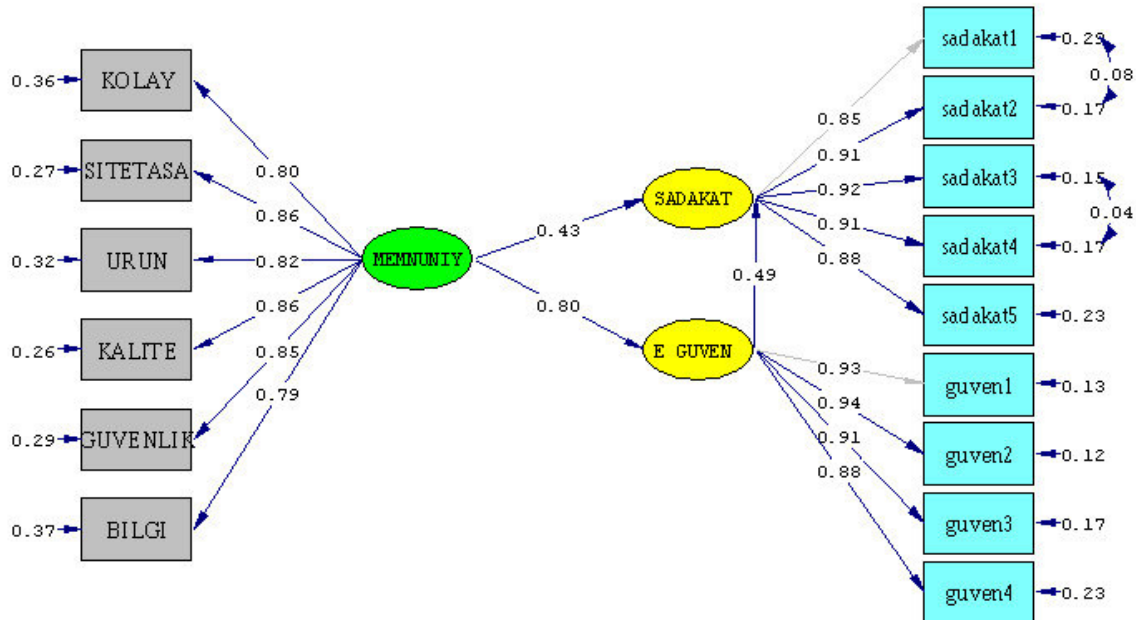 0.36
KOLAY
0.27
SITETASA
0.32
URUN
0.26
KALITE
0.29
GUVENLIK
0.37
BILGI
0.80
0.86
0.82
0.86
0.85
0.79
MEMNUNIY
0.43
0.80
SADAKAT
0.49
E GUVEN
0.85
0.91
0.92
0.91
0.88
0.93
0.94
0.91
0.88
sadakat1
0.29
0.08
sadakat2
0.17
sadakat3
0.15
0.04
sadakat4
0.17
sadakat5
0.23
guven1
0.13
guven2
0.12
guven3
0.17
guven4
0.23